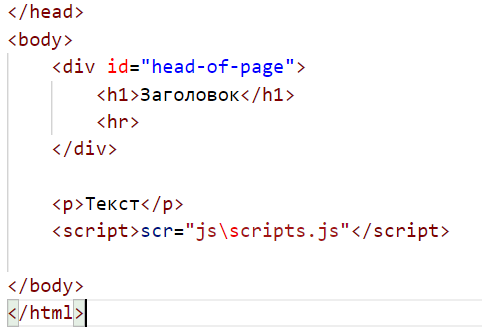 </head>
<body>
<div id="head-of-page">
<h1>Заголовок</h1>
<hr>
</div>
<p>Текст</p>
<script>scr="js\scripts.js"</script>
</body>
</html>